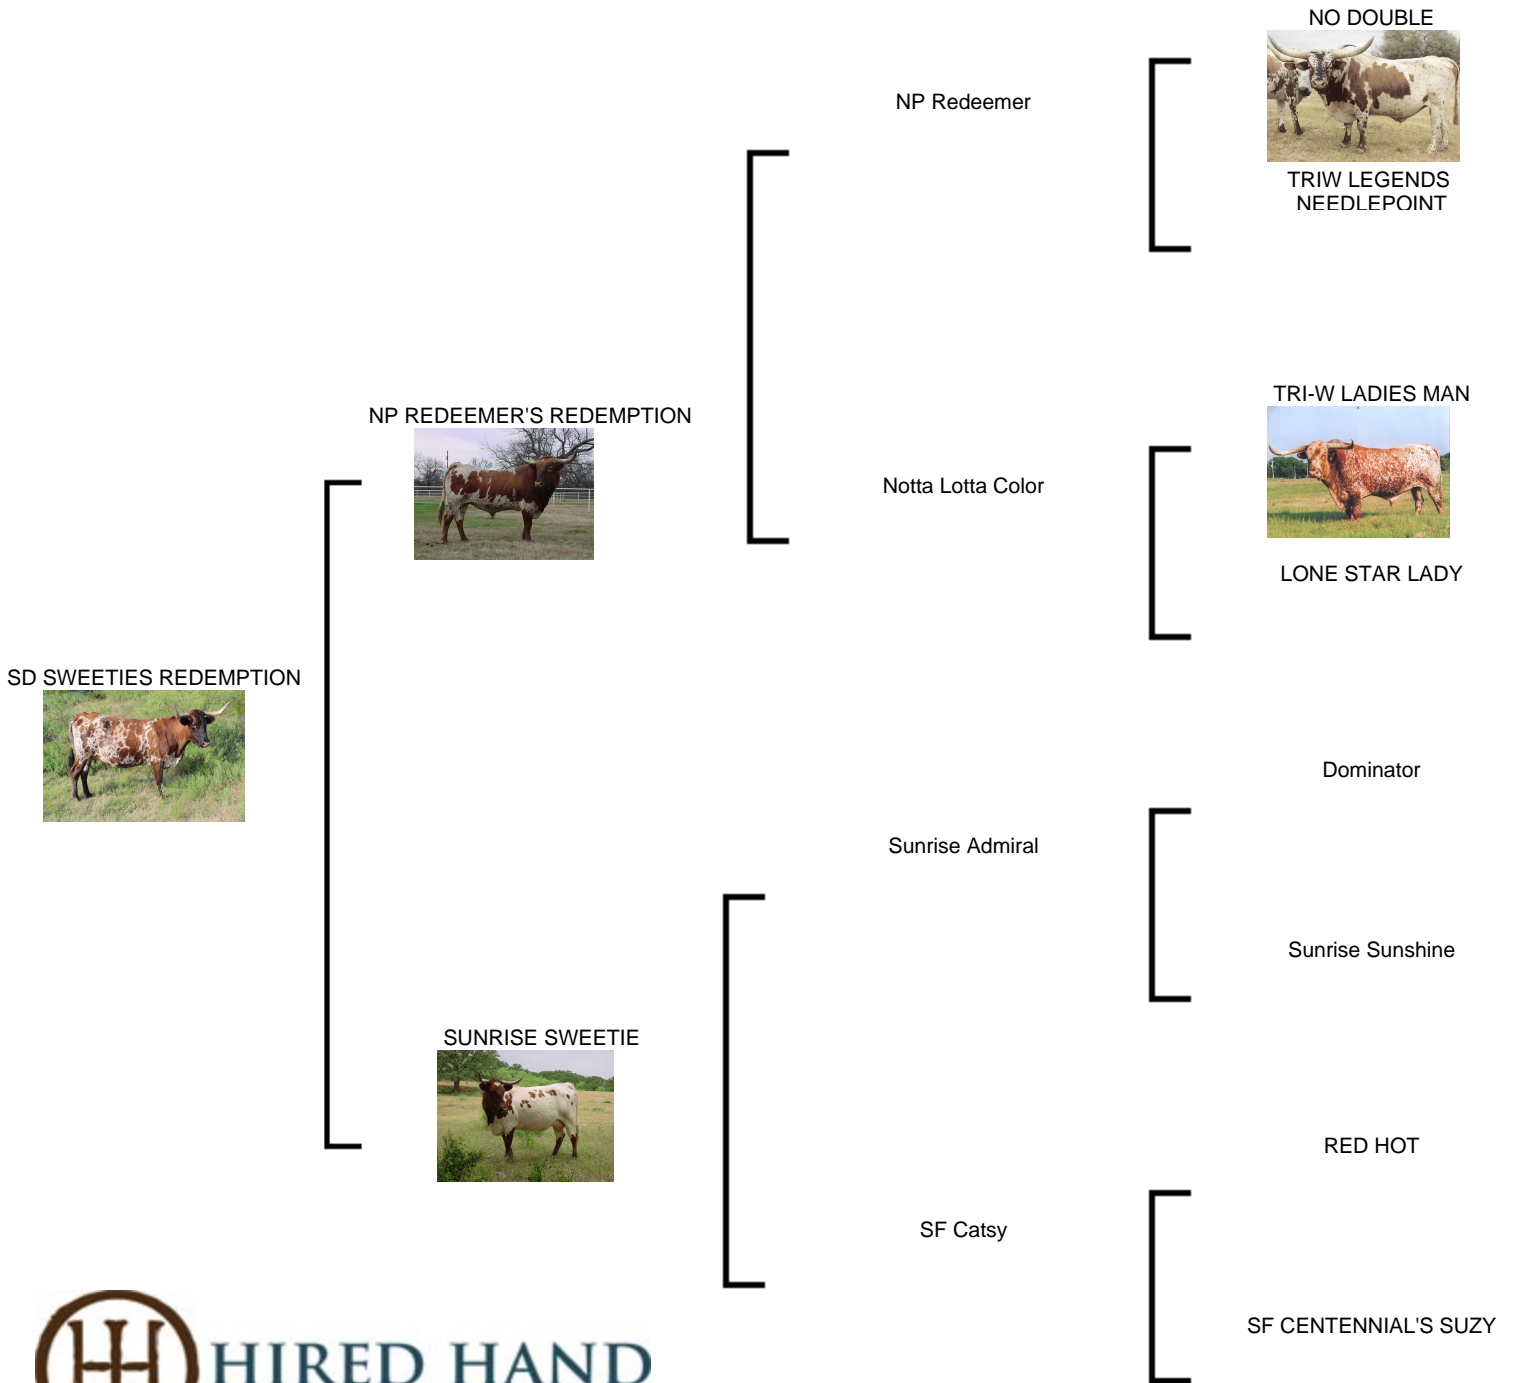 NO DOUBLE
NP Redeemer
TRIW LEGENDS
NEEDLEPOINT
TRI-W LADIES MAN
NP REDEEMER'S REDEMPTION
Notta Lotta Color
LONE STAR LADY
SD SWEETIES REDEMPTION
Dominator
Sunrise Admiral
Sunrise Sunshine
SUNRISE SWEETIE
RED HOT
SF Catsy
SF CENTENNIAL'S SUZY
HIRED HAND